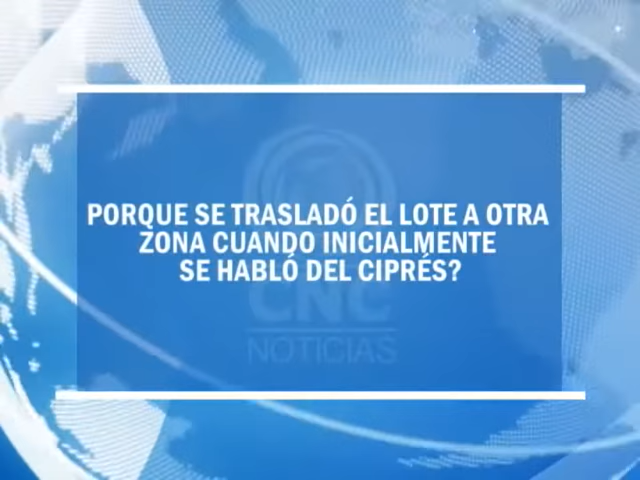 PORQUE SE TRASLADÓ EL LOTE A OTRA
ZONA CUANDO INICIALMENTE
SE HABLÓ DEL CIPRÉS?
CNC
NOTICIAS